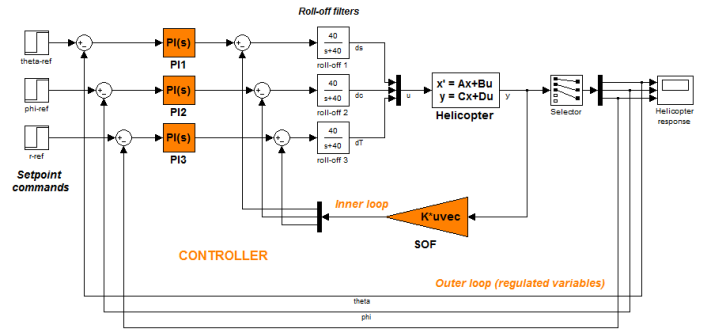 Roll-off filters
theta-ref
PI(s)
PI1
40
s+40
roll-off 1
ds
phi-ref
PI(s)
PI2
40
s+40
roll-off 2
dc
r-ref
PI(s)
PI3
40
s+40
roll-off 3
dT
u
x' = Ax+Bu
y = Cx+Du
Helicopter
y
Selector
Helicopter
response
Setpoint
commands
Inner loop
K*uvec
SOF
CONTROLLER
Outer loop (regulated variables)
theta
phi